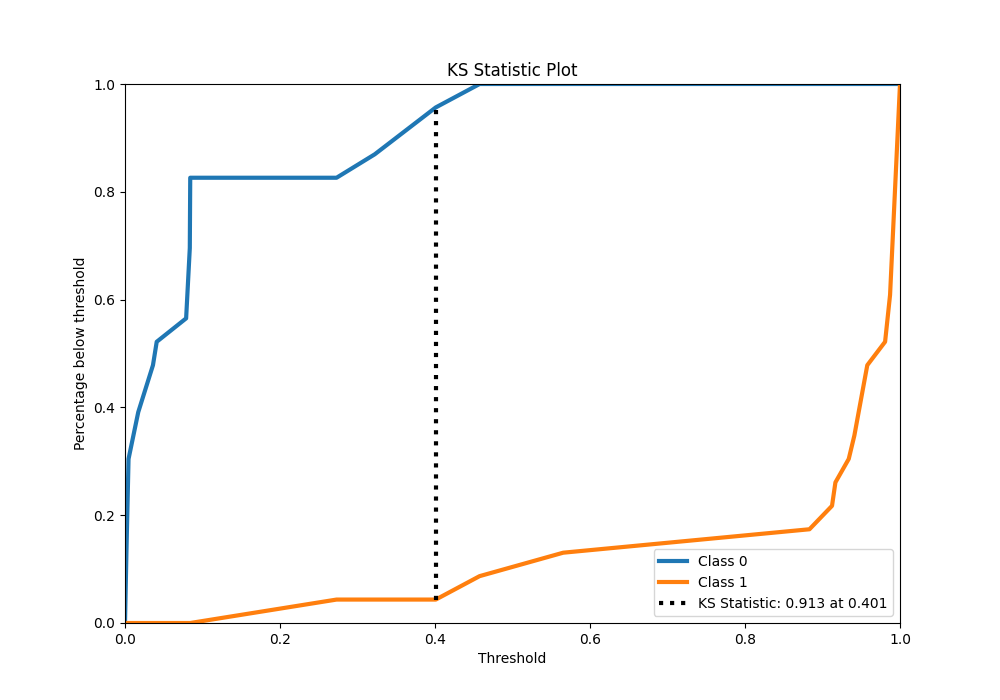 KS Statistic Plot
1.0
0.8
0.6
0.4
0.2
0.0
Percentage below threshold
0.0 0.2 0.4 0.6 0.8 1.0
Threshold
Class 0
Class 1
KS Statistic: 0.913 at 0.401